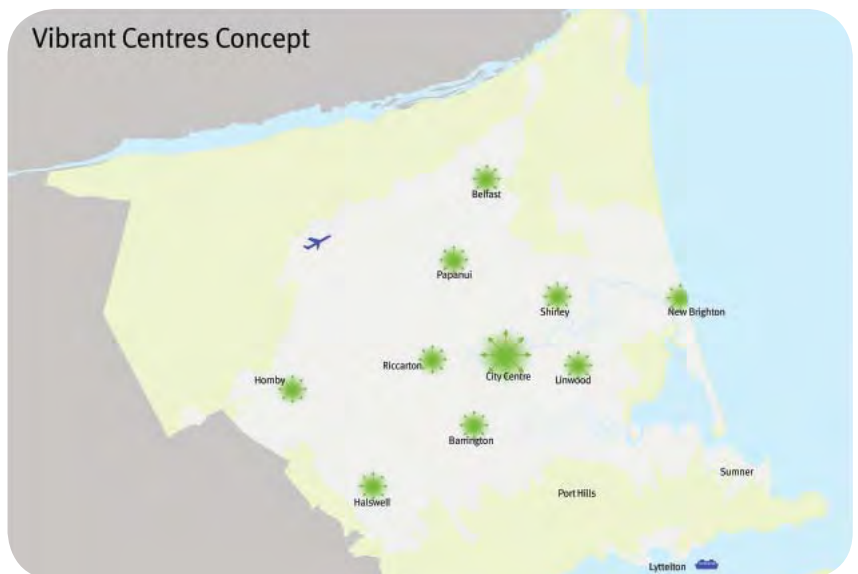 Vibrant Centres Concept
Belfast
Papanui
Shirley
New Brighton
Riccarton
City Centre
Linwood
Hornby
Barrington
Sumner
Halswell
Port Hills
Lyttelton